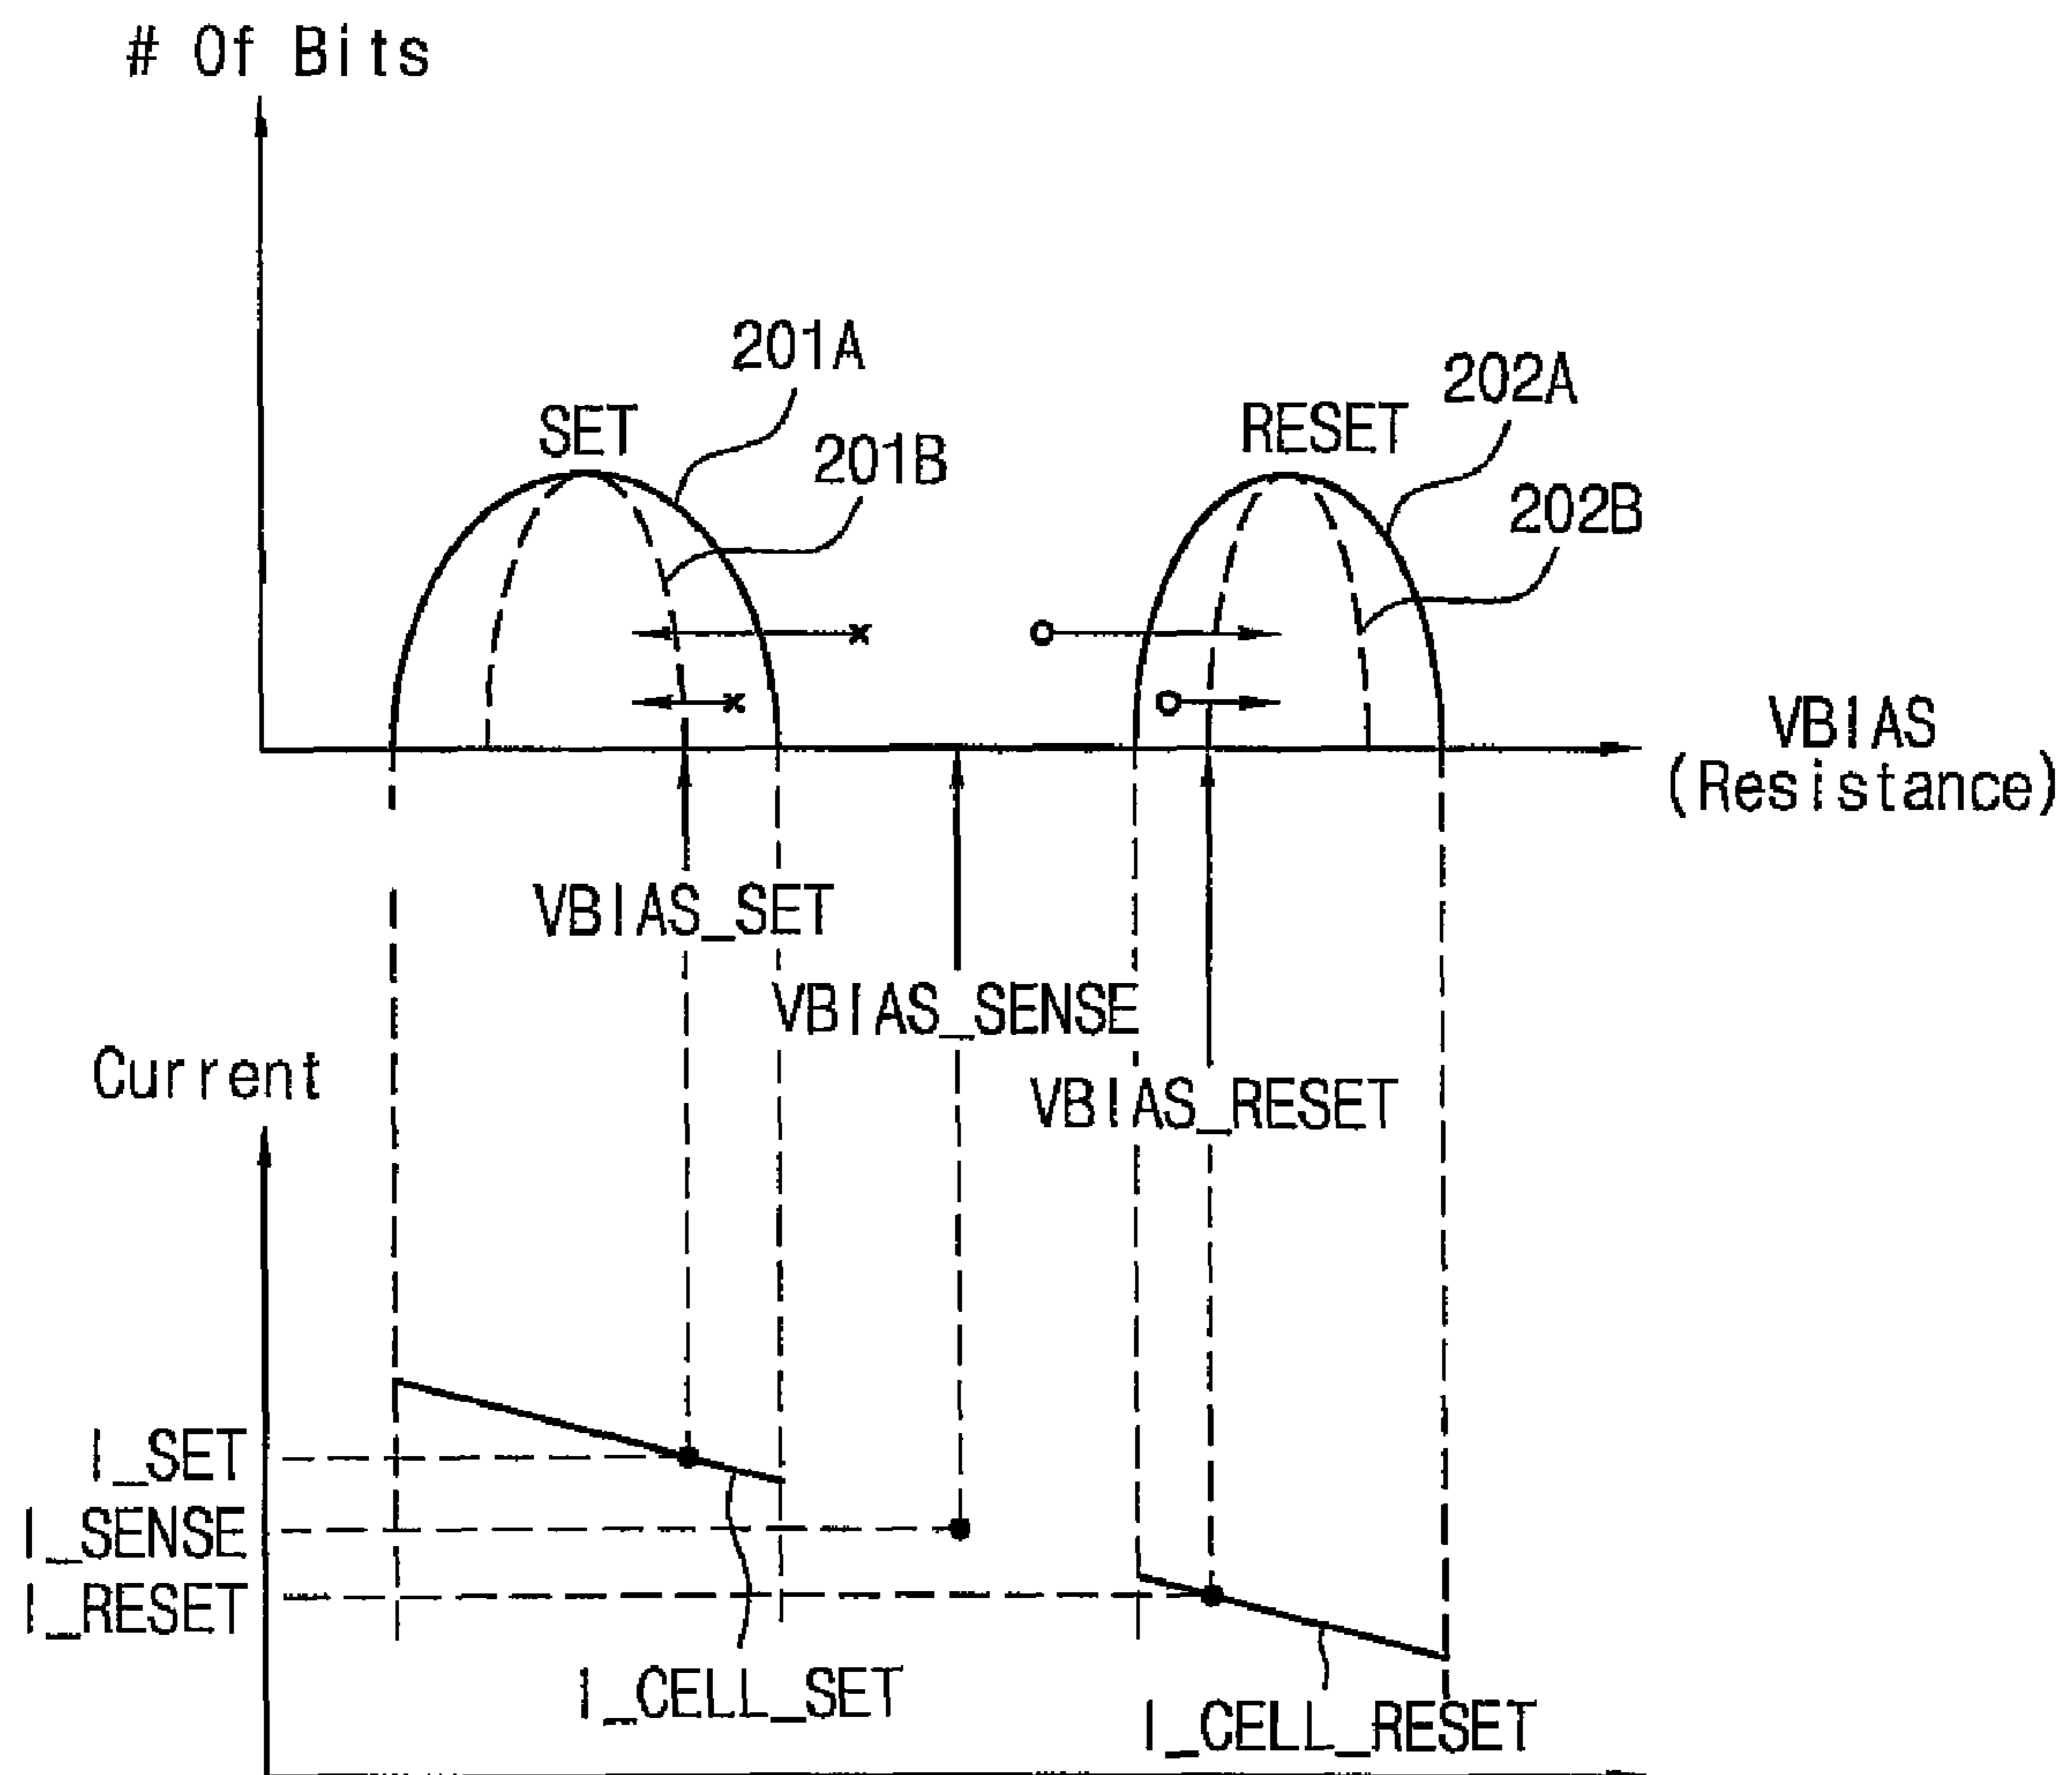 # Of Bits
201A
SET
201B
RESET
202A
202B
VBIAS
(Resistance)
VBIAS_SET
VBIAS_SENSE
VBIAS_RESET
Current
I_SET
I_SENSE
I_RESET
I_CELL_SET
I_CELL_RESET